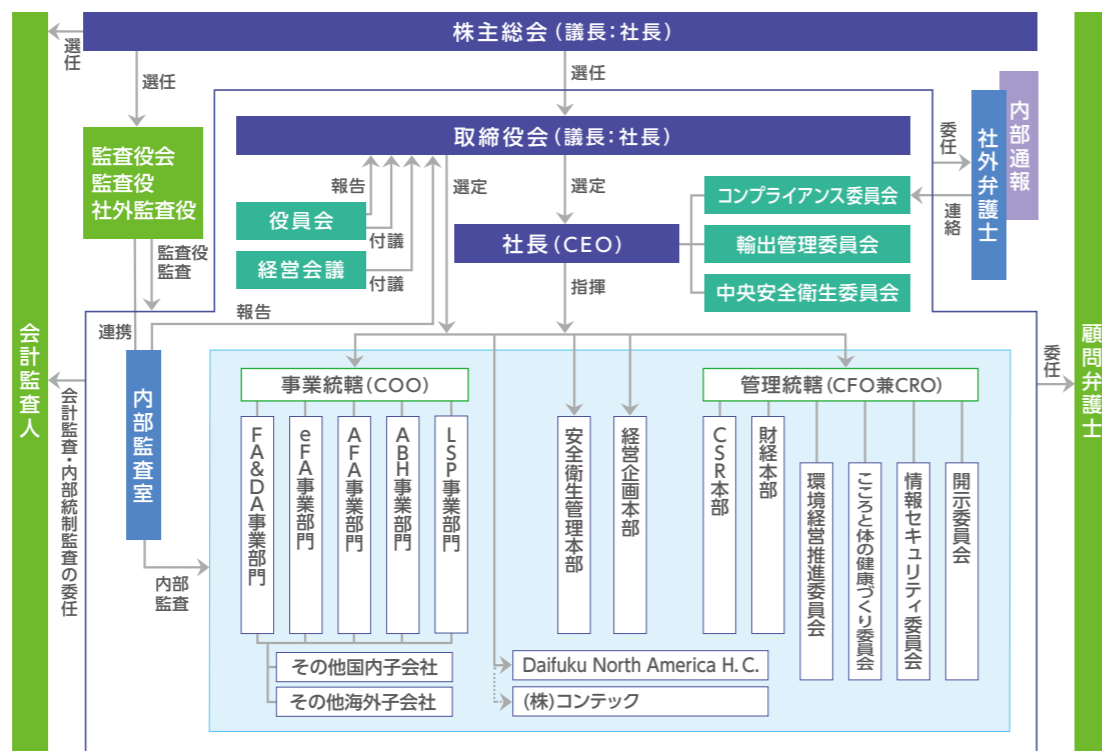 株主総会(議長:社長)
選任
選任
選任
取締役会(議長:社長)
監査役会
監査役
社外監査役
委任
社外弁護士
内部通報
連絡
報告
選定
選定
役員会
付議
経営会議
付議
社長(CEO)
コンプライアンス委員会
輸出管理委員会
中央安全衛生委員会
監査役
監査
指揮
報告
連携
会計監査人
顧問弁護士
委任
会計監査・内部統制監査の委任
内部監査室
内部
監査
事業統轄(COO)
管理統轄(CFO兼CRO)
FA&DA事業部門
eFA事業部門
AFA事業部門
ABH事業部門
LSP事業部門
安全衛生管理本部
経営企画本部
CSR本部
財経本部
環境経営推進委員会
こころと体の健康づくり委員会
情報セキュリティ委員会
開示委員会
その他国内子会社
その他海外子会社
Daifuku North America H. C.
(株)コンテック